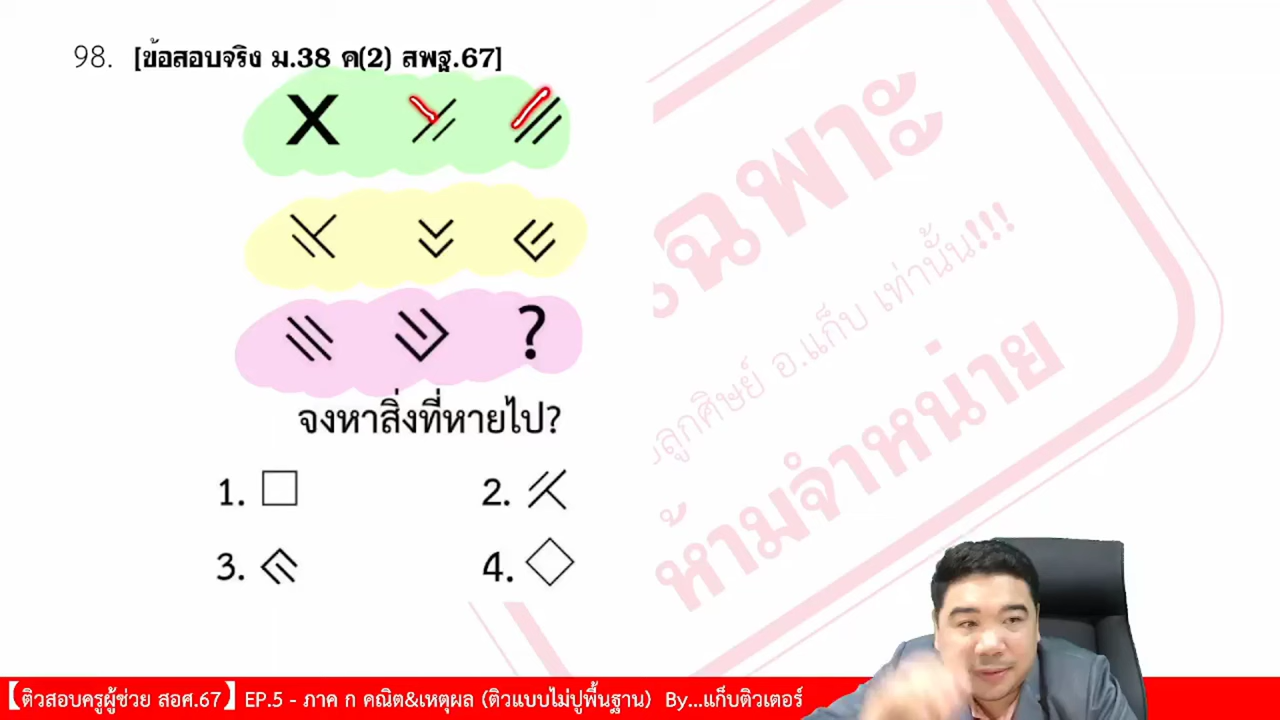 98. [ข้อสอบจริง ม.38 ค(2) สพฐ.67]
X
?
จงหาสิ่งที่หายไป?
1.
2.
3.
4.
เฉพาะ
ลูกศิษย์ อ.แก็บ เท่านั้น!!!
ห้ามจำหน่าย
【ติวสอบครูผู้ช่วย สอศ.67】 EP.5 - ภาค ก คณิต&เหตุผล (ติวแบบไม่ปูพื้นฐาน) By...แก็บติวเตอร์